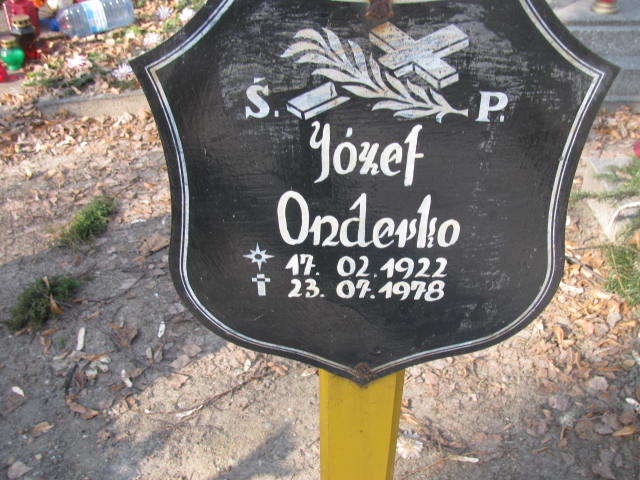 Ś. P.
Józef
Onderko
17. 02. 1922
23. 07. 1978